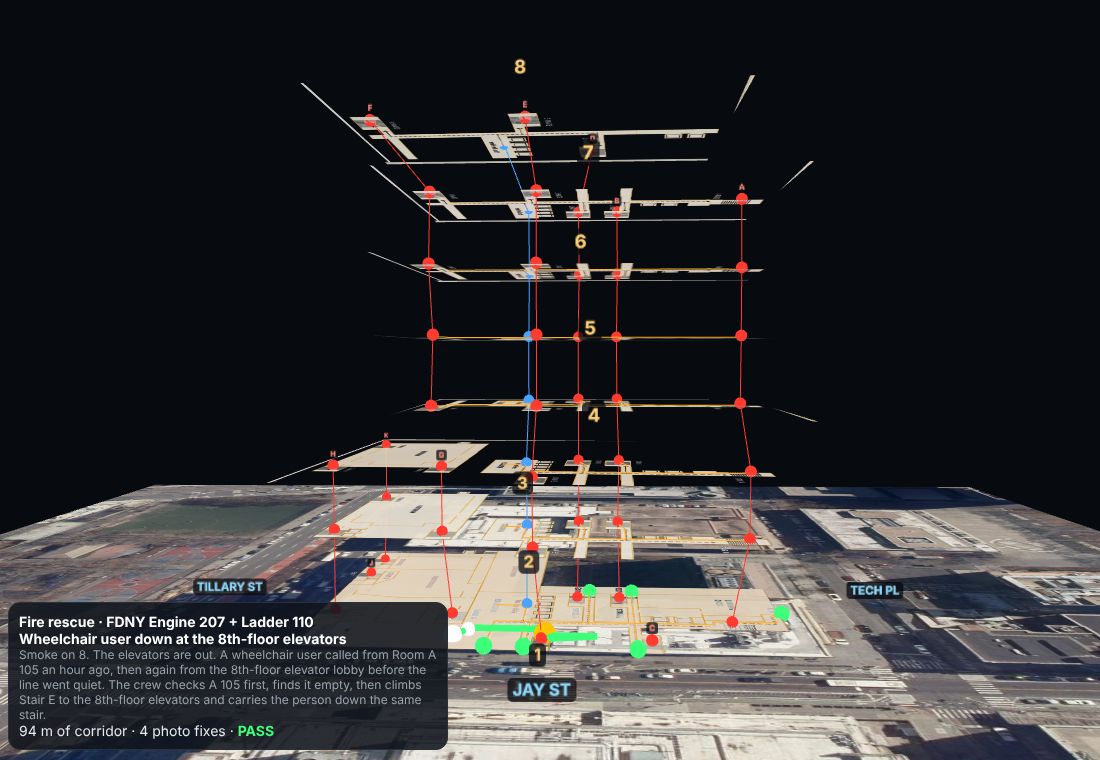 8
F
E
7
A
B
6
5
4
K
H
G
3
2
TILLARY ST
TECH PL
1
JAY ST
Fire rescue · FDNY Engine 207 + Ladder 110
Wheelchair user down at the 8th-floor elevators
Smoke on 8. The elevators are out. A wheelchair user called from Room A
105 an hour ago, then again from the 8th-floor elevator lobby before the
line went quiet. The crew checks A 105 first, finds it empty, then climbs
Stair E to the 8th-floor elevators and carries the person down the same
stair.
94 m of corridor · 4 photo fixes · PASS